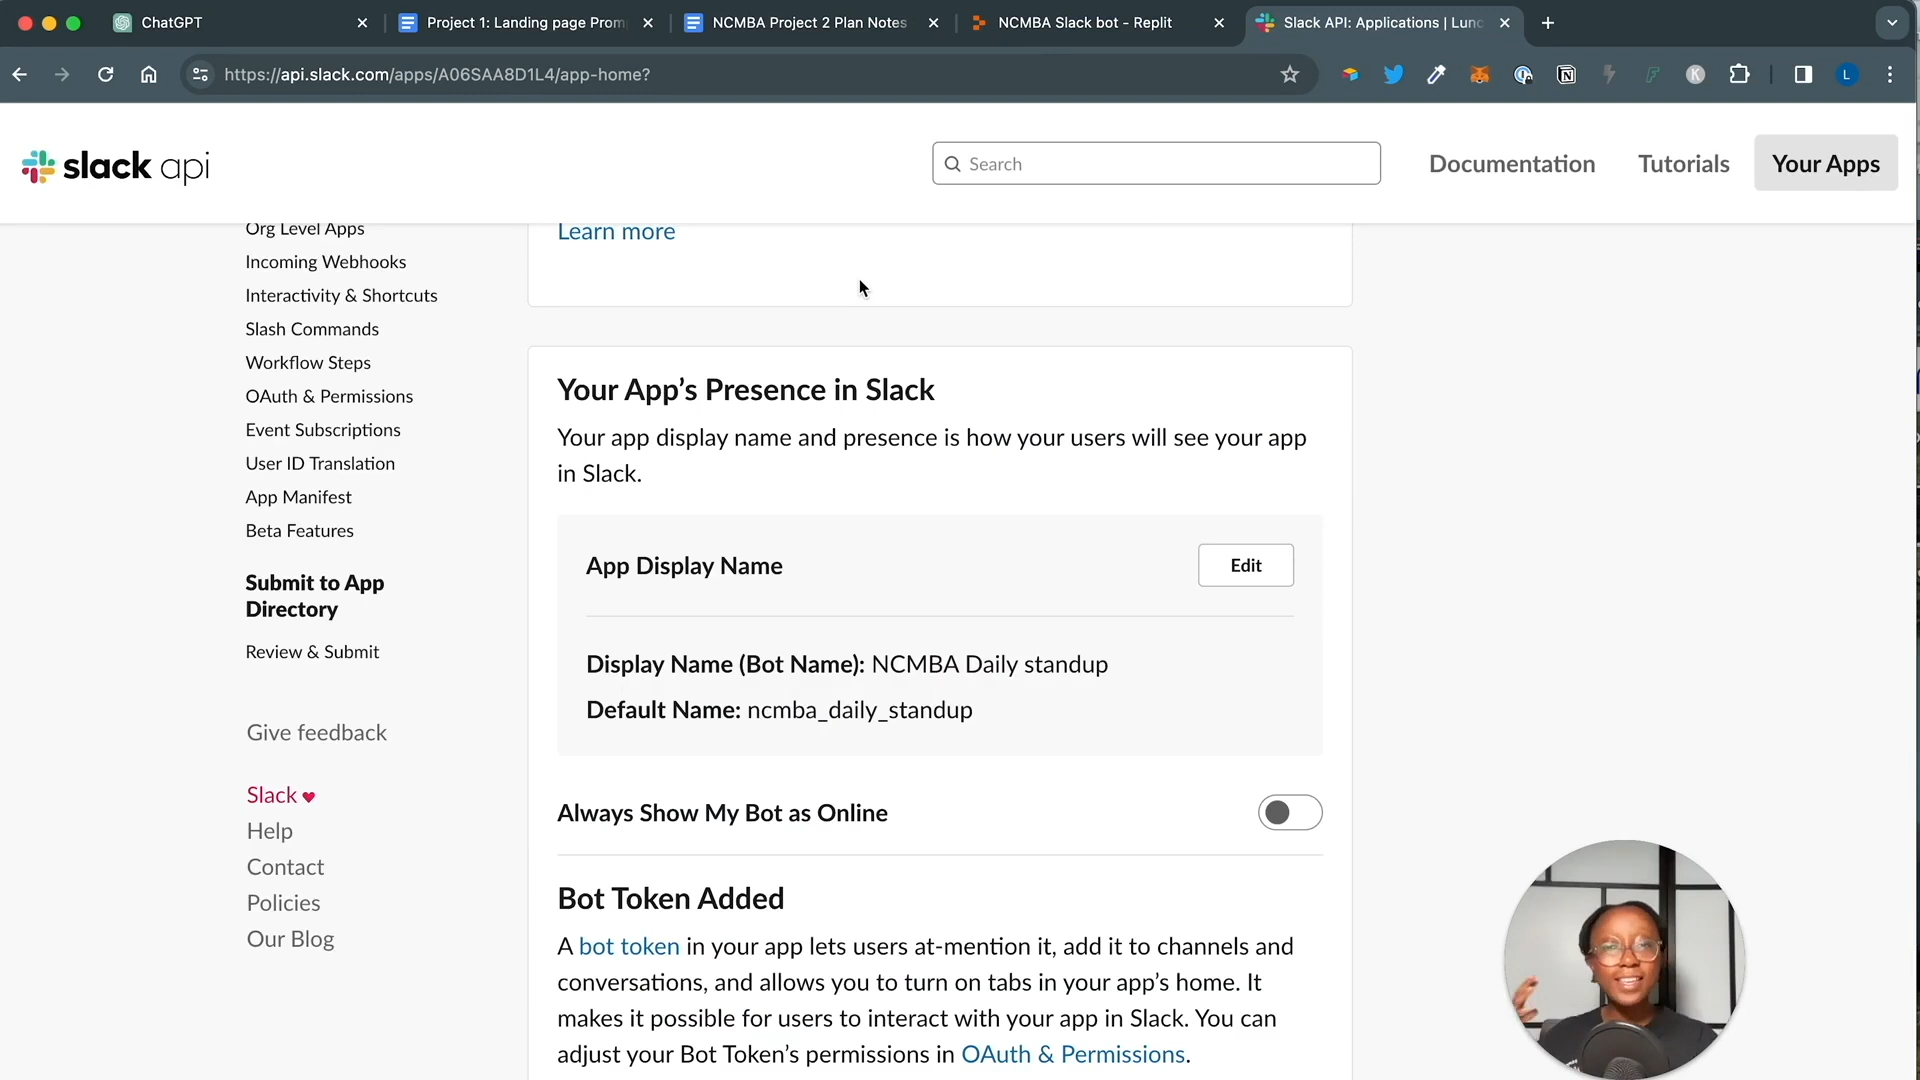 ChatGPT
Project 1: Landing page Prom
NCMBA Project 2 Plan Notes
NCMBA Slack bot - Replit
Slack API: Applications | Lunc
https://api.slack.com/apps/A06SAA8D1L4/app-home?
L
K
slack api
Search
Documentation
Tutorials
Your Apps
Org Level Apps
Incoming Webhooks
Interactivity & Shortcuts
Slash Commands
Workflow Steps
OAuth & Permissions
Event Subscriptions
User ID Translation
App Manifest
Beta Features
Submit to App
Directory
Review & Submit
Give feedback
Slack
Help
Contact
Policies
Our Blog
Learn more
Your App’s Presence in Slack
Your app display name and presence is how your users will see your app
in Slack.
App Display Name
Edit
Display Name (Bot Name): NCMBA Daily standup
Default Name: ncmba_daily_standup
Always Show My Bot as Online
Bot Token Added
A bot token in your app lets users at-mention it, add it to channels and
conversations, and allows you to turn on tabs in your app’s home. It
makes it possible for users to interact with your app in Slack. You can
adjust your Bot Token’s permissions in OAuth & Permissions.